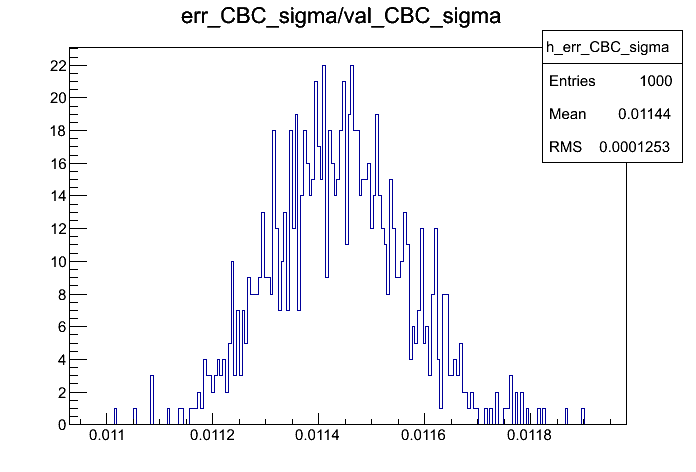 err_CBC_sigma/val_CBC_sigma
h_err_CBC_sigma
Entries 1000
Mean 0.01144
RMS 0.0001253
22
20
18
16
14
12
10
8
6
4
2
0
0.011 0.0112 0.0114 0.0116 0.0118